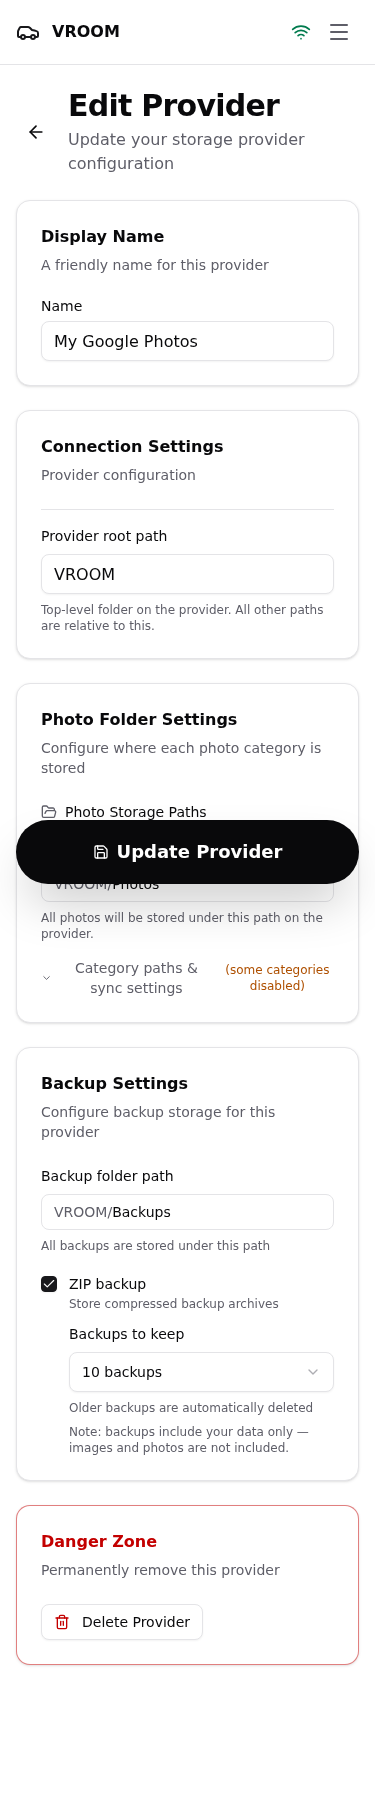 VROOM
Edit Provider
Update your storage provider
configuration
Display Name
A friendly name for this provider
Name
My Google Photos
Connection Settings
Provider configuration
Provider root path
VROOM
Top-level folder on the provider. All other paths
are relative to this.
Photo Folder Settings
Configure where each photo category is
stored
Photo Storage Paths
Update Provider
VROOM/Photos
All photos will be stored under this path on the
provider.
Category paths &
sync settings
(some categories
disabled)
Backup Settings
Configure backup storage for this
provider
Backup folder path
VROOM/Backups
All backups are stored under this path
ZIP backup
Store compressed backup archives
Backups to keep
10 backups
Older backups are automatically deleted
Note: backups include your data only —
images and photos are not included.
Danger Zone
Permanently remove this provider
Delete Provider